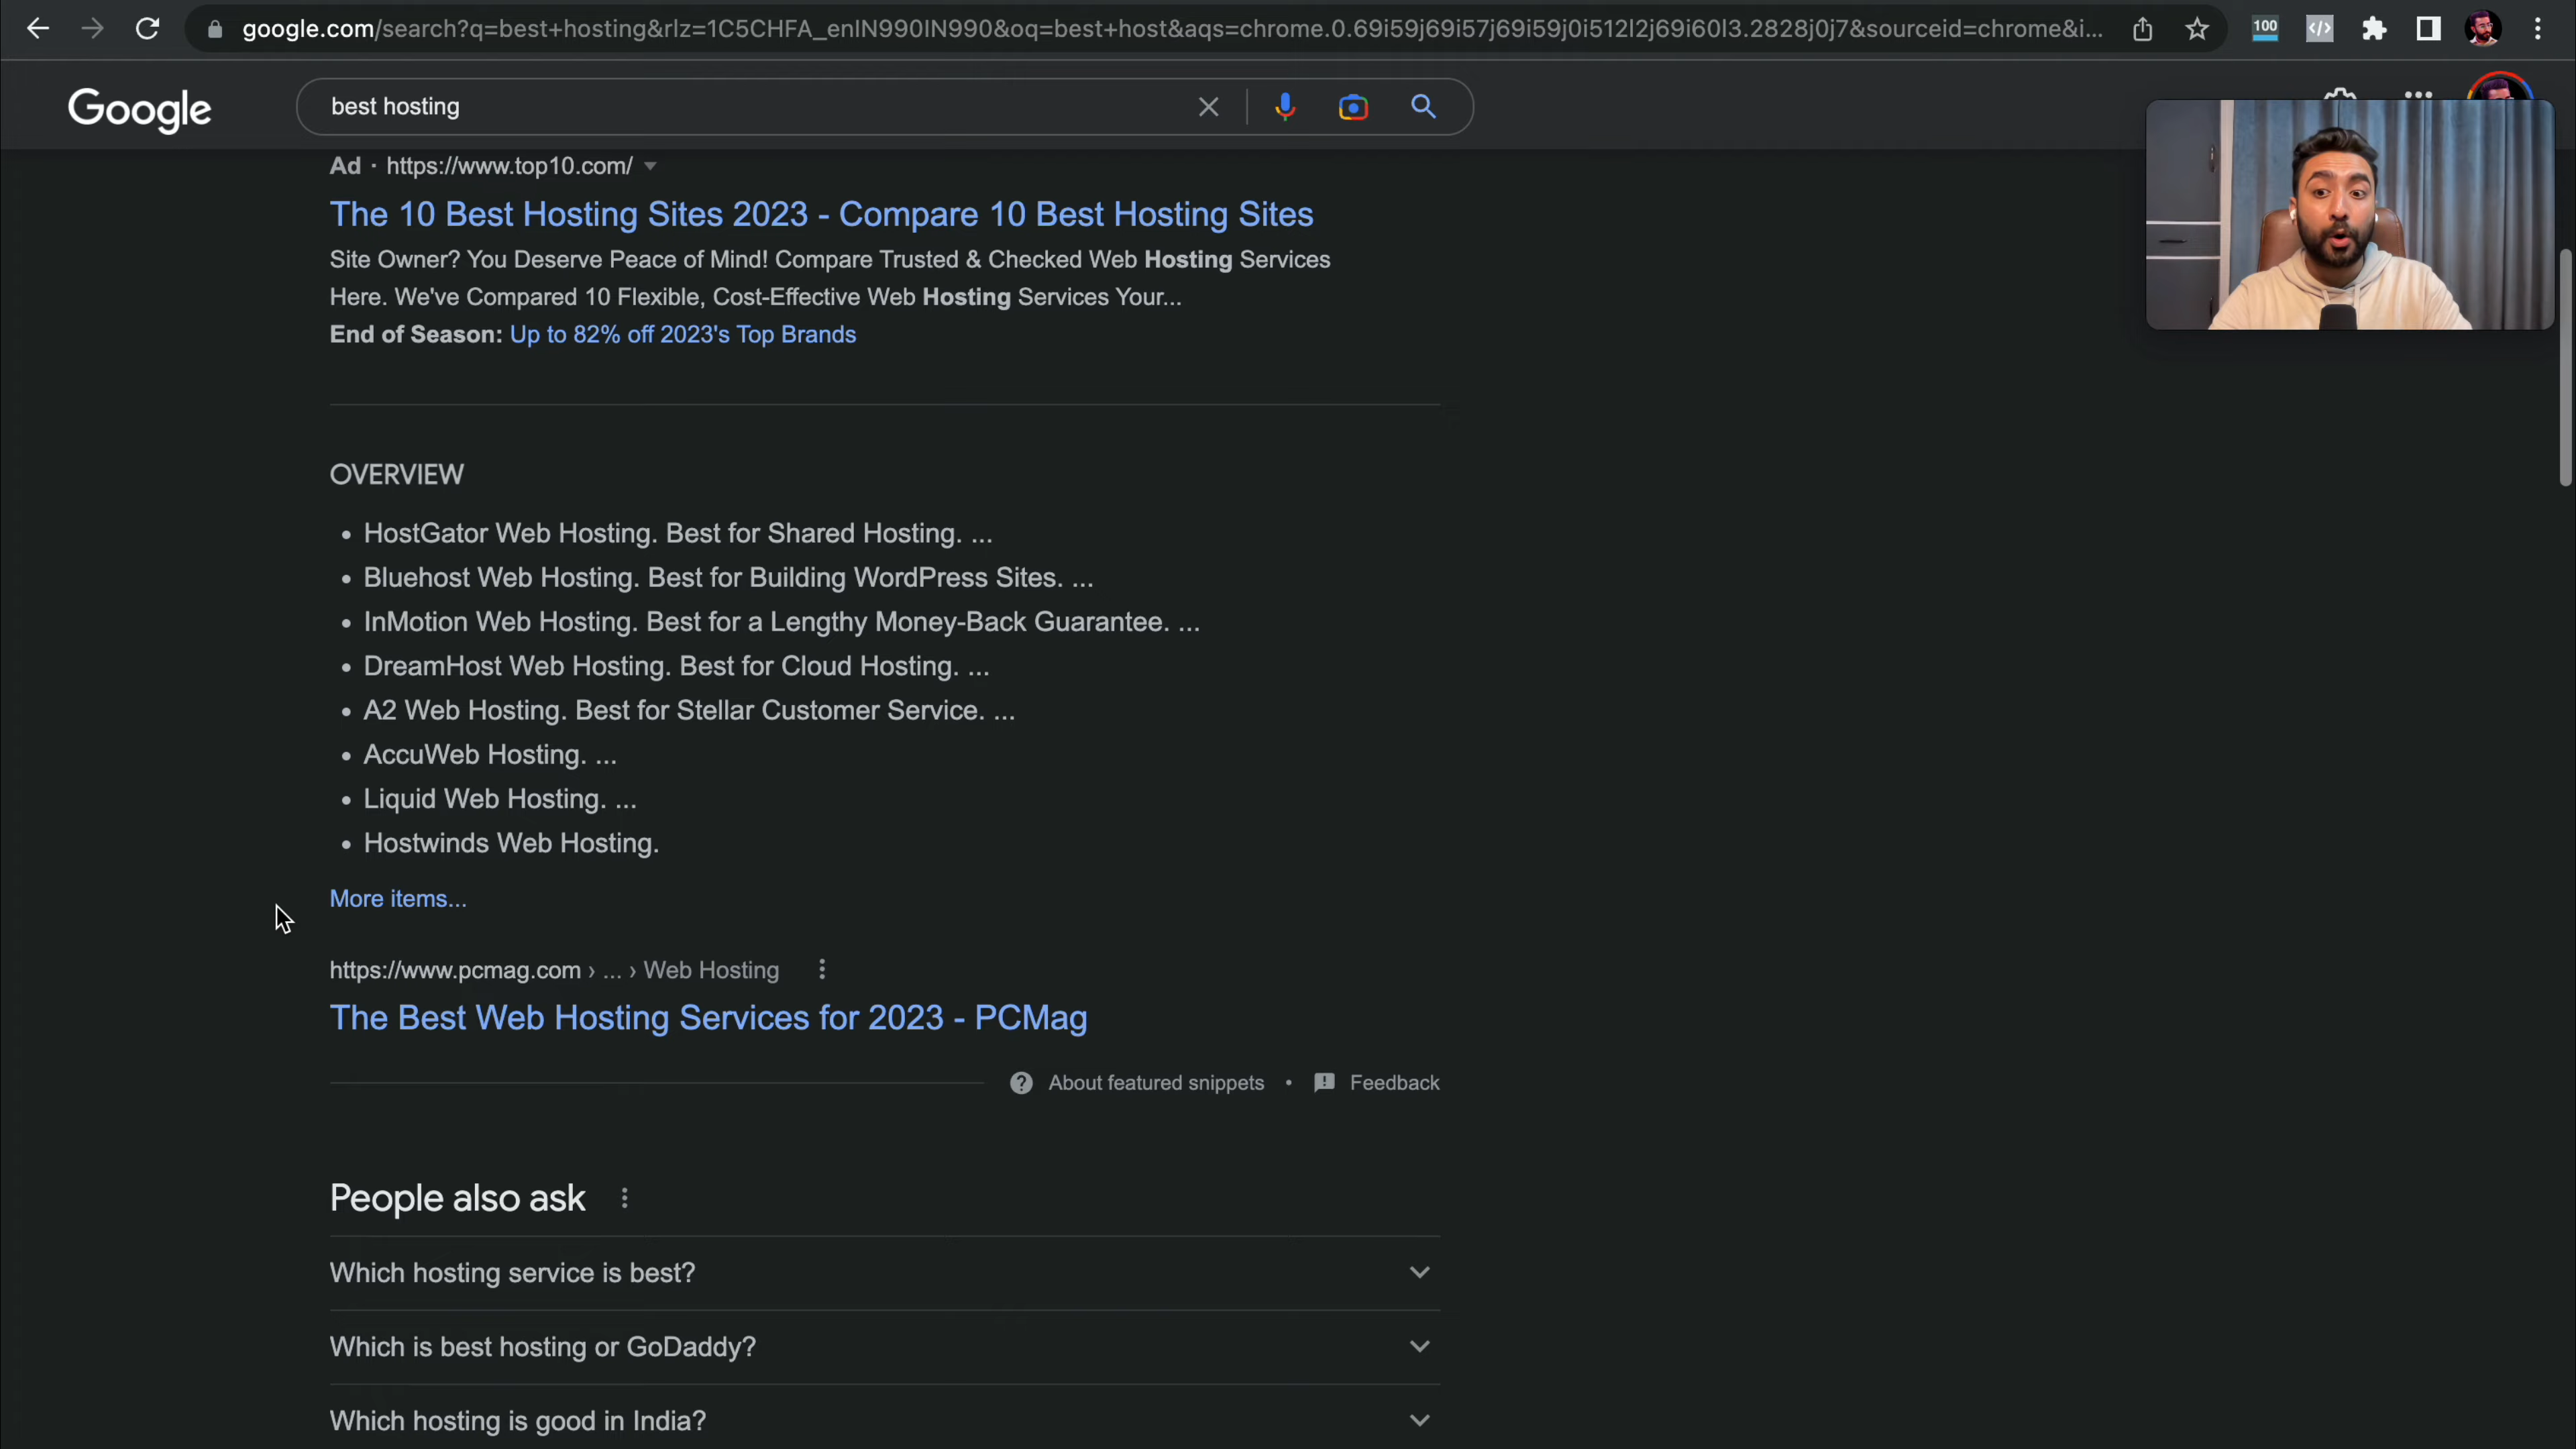 google.com/search?q=best+hosting&rlz=1C5CHFA_enIN990IN990&oq=best+host&aqs=chrome.0.69i59j69i57j69i59j0i512l2j69i60l3.2828j0j7&sourceid=chrome&i...
100
Google
best hosting
Ad · https://www.top10.com/
The 10 Best Hosting Sites 2023 - Compare 10 Best Hosting Sites
Site Owner? You Deserve Peace of Mind! Compare Trusted & Checked Web Hosting Services
Here. We've Compared 10 Flexible, Cost-Effective Web Hosting Services Your...
End of Season: Up to 82% off 2023's Top Brands
OVERVIEW
• HostGator Web Hosting. Best for Shared Hosting. ...
• Bluehost Web Hosting. Best for Building WordPress Sites. ...
• InMotion Web Hosting. Best for a Lengthy Money-Back Guarantee. ...
• DreamHost Web Hosting. Best for Cloud Hosting. ...
• A2 Web Hosting. Best for Stellar Customer Service. ...
• AccuWeb Hosting. ...
• Liquid Web Hosting. ...
• Hostwinds Web Hosting.
More items...
https://www.pcmag.com › ... › Web Hosting
The Best Web Hosting Services for 2023 - PCMag
About featured snippets • Feedback
People also ask
Which hosting service is best?
Which is best hosting or GoDaddy?
Which hosting is good in India?